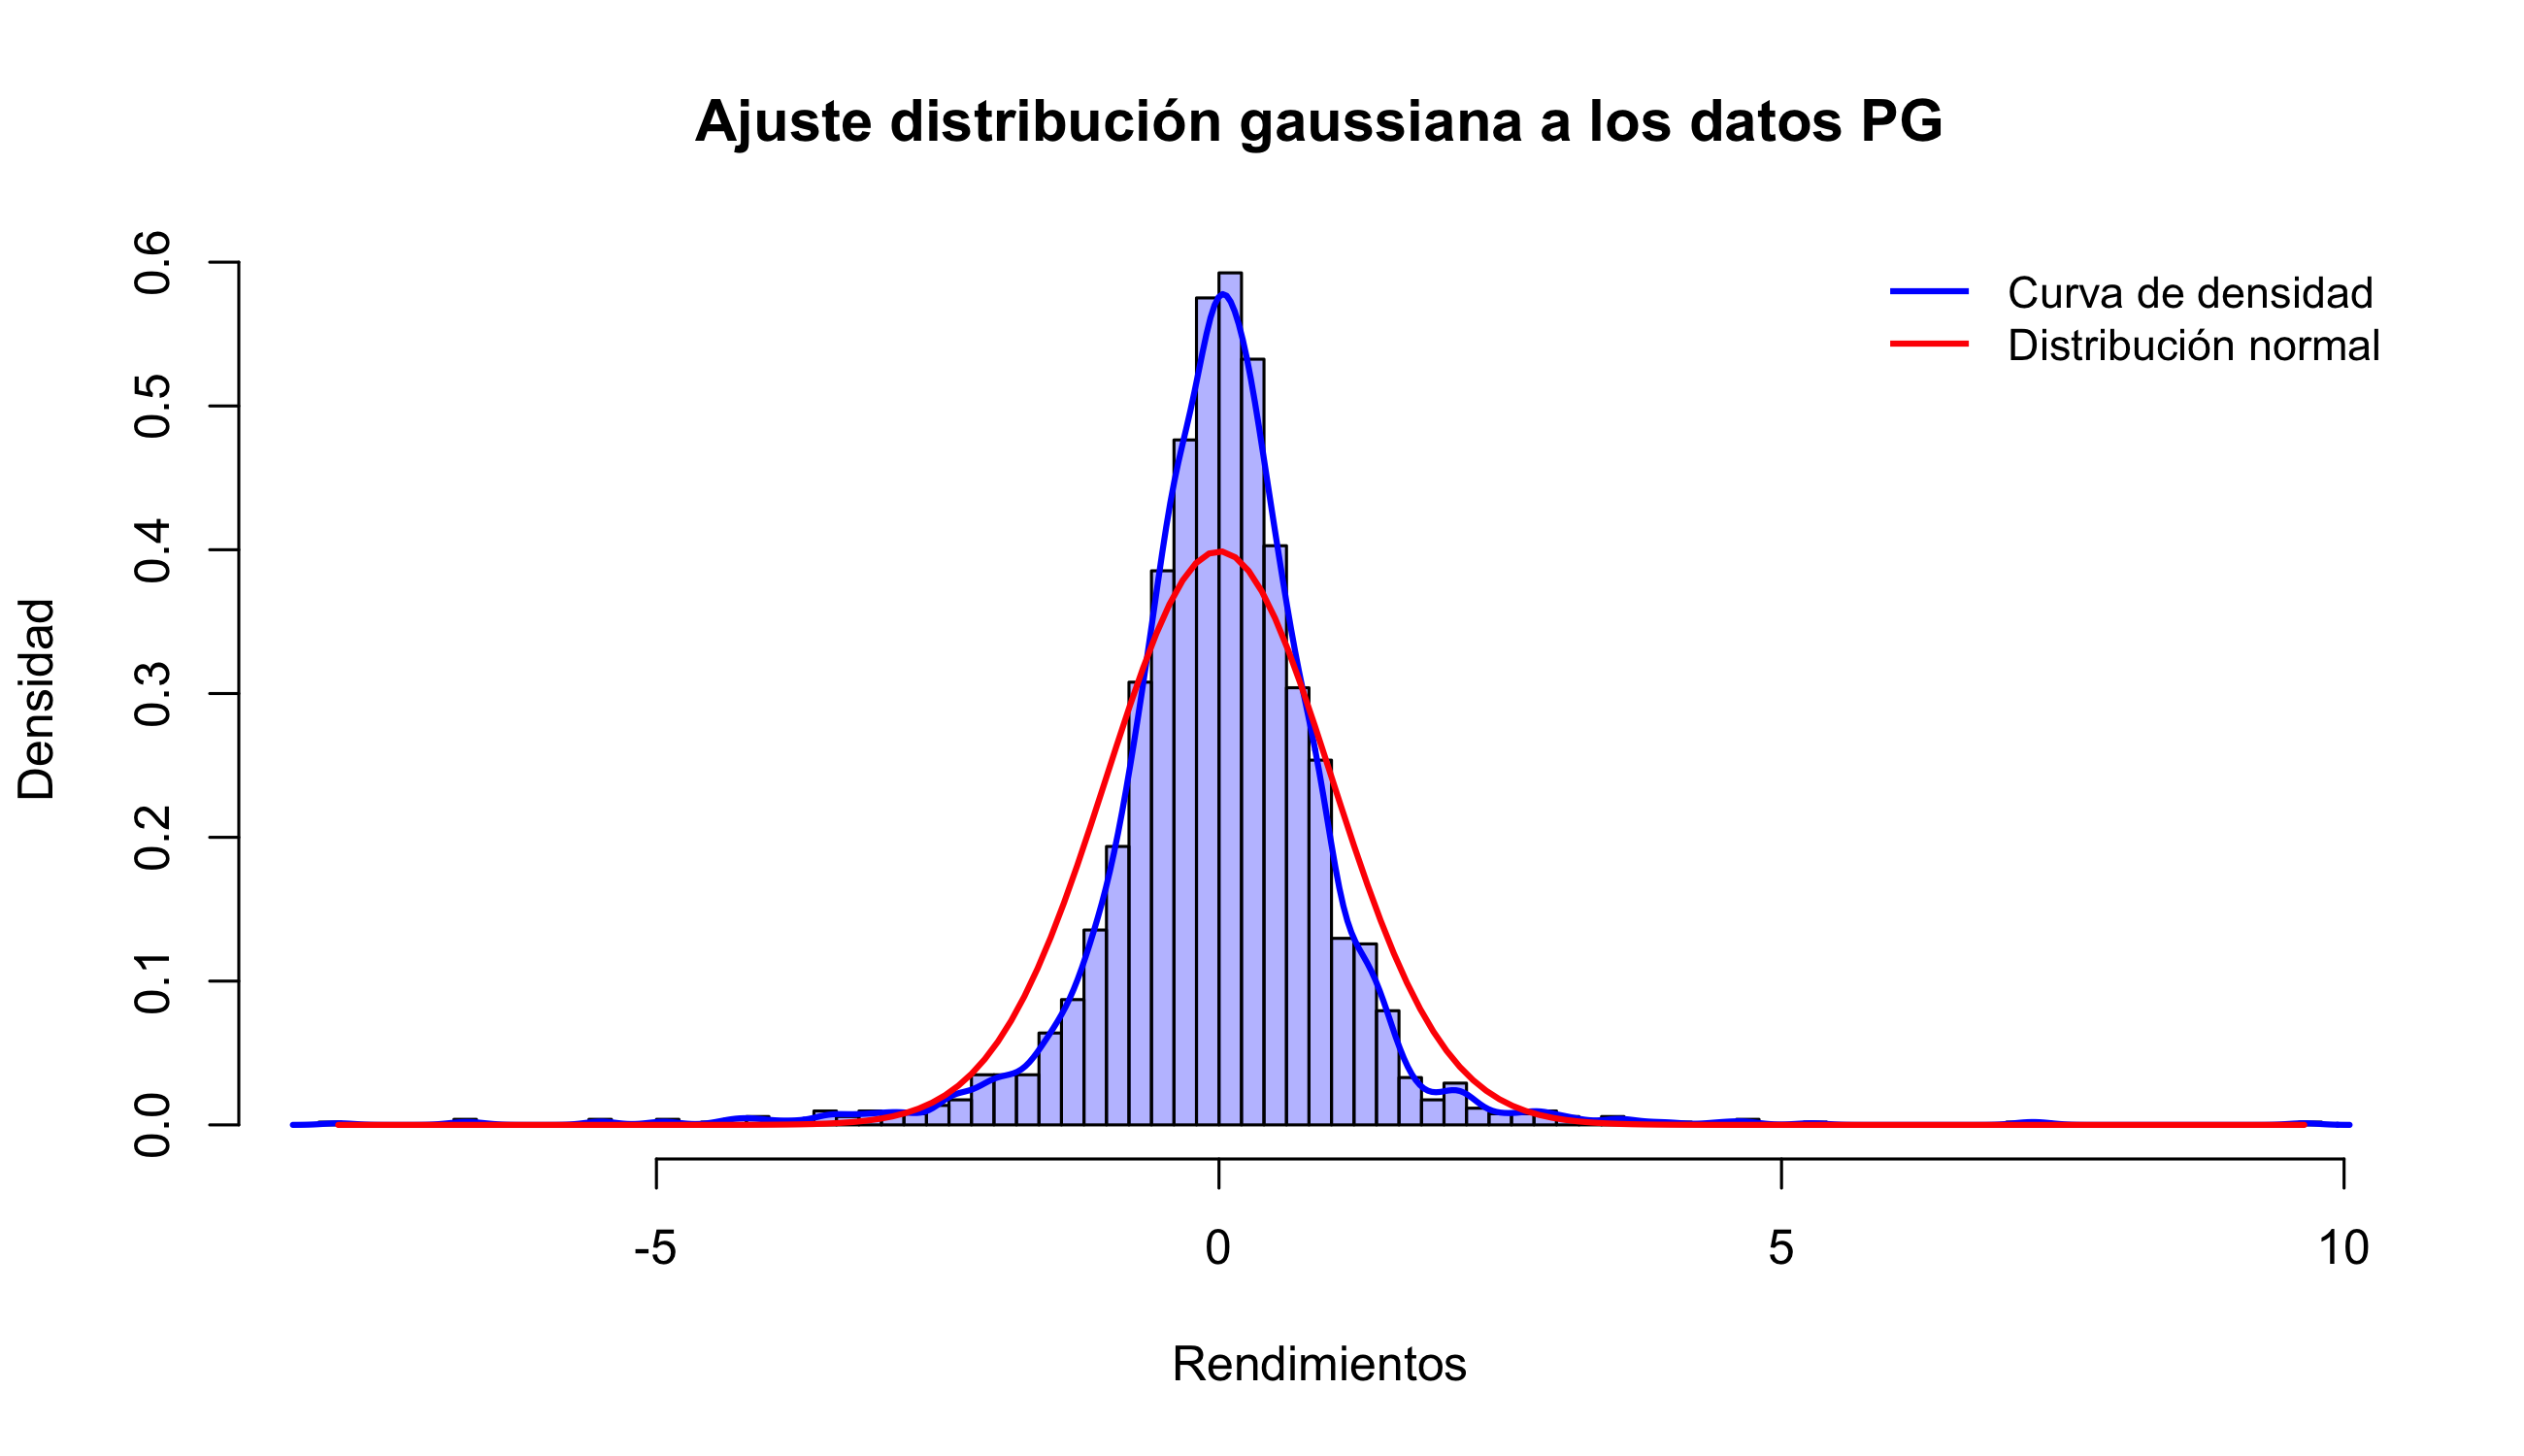 Ajuste distribución gaussiana a los datos PG
Curva de densidad
Distribución normal
Densidad
0.6
0.5
0.4
0.3
0.2
0.1
0.0
-5 0 5 10
Rendimientos